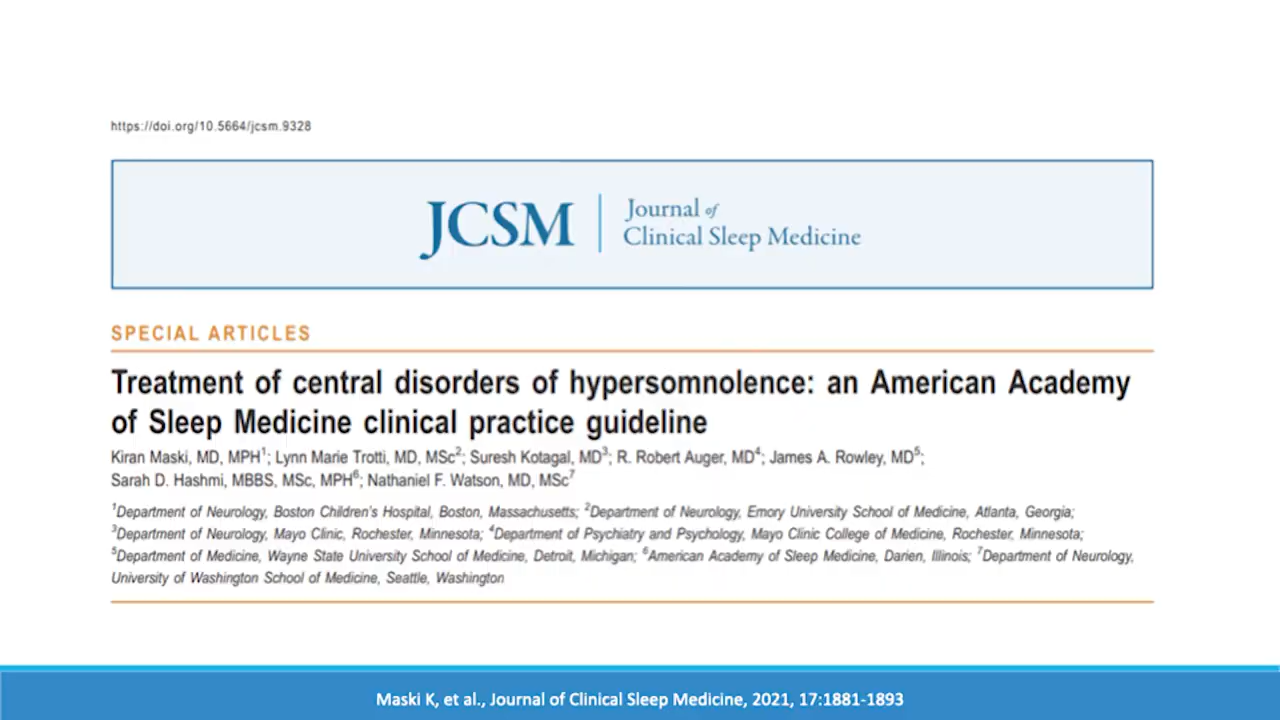 https://doi.org/10.5664/jcsm.9328
JCSM
Journal of
Clinical Sleep Medicine
SPECIAL ARTICLES
Treatment of central disorders of hypersomnolence: an American Academy
of Sleep Medicine clinical practice guideline
Kiran Maski, MD, MPH1; Lynn Marie Trotti, MD, MSc2; Suresh Kotagal, MD3; R. Robert Auger, MD4; James A. Rowley, MD5;
Sarah D. Hashmi, MBBS, MSc, MPH6; Nathaniel F. Watson, MD, MSc7
1Department of Neurology, Boston Children's Hospital, Boston, Massachusetts; 2Department of Neurology, Emory University School of Medicine, Atlanta, Georgia;
3Department of Neurology, Mayo Clinic, Rochester, Minnesota; 4Department of Psychiatry and Psychology, Mayo Clinic College of Medicine, Rochester, Minnesota;
5Department of Medicine, Wayne State University School of Medicine, Detroit, Michigan; 6American Academy of Sleep Medicine, Darien, Illinois; 7Department of Neurology,
University of Washington School of Medicine, Seattle, Washington
Maski K, et al., Journal of Clinical Sleep Medicine, 2021, 17:1881-1893